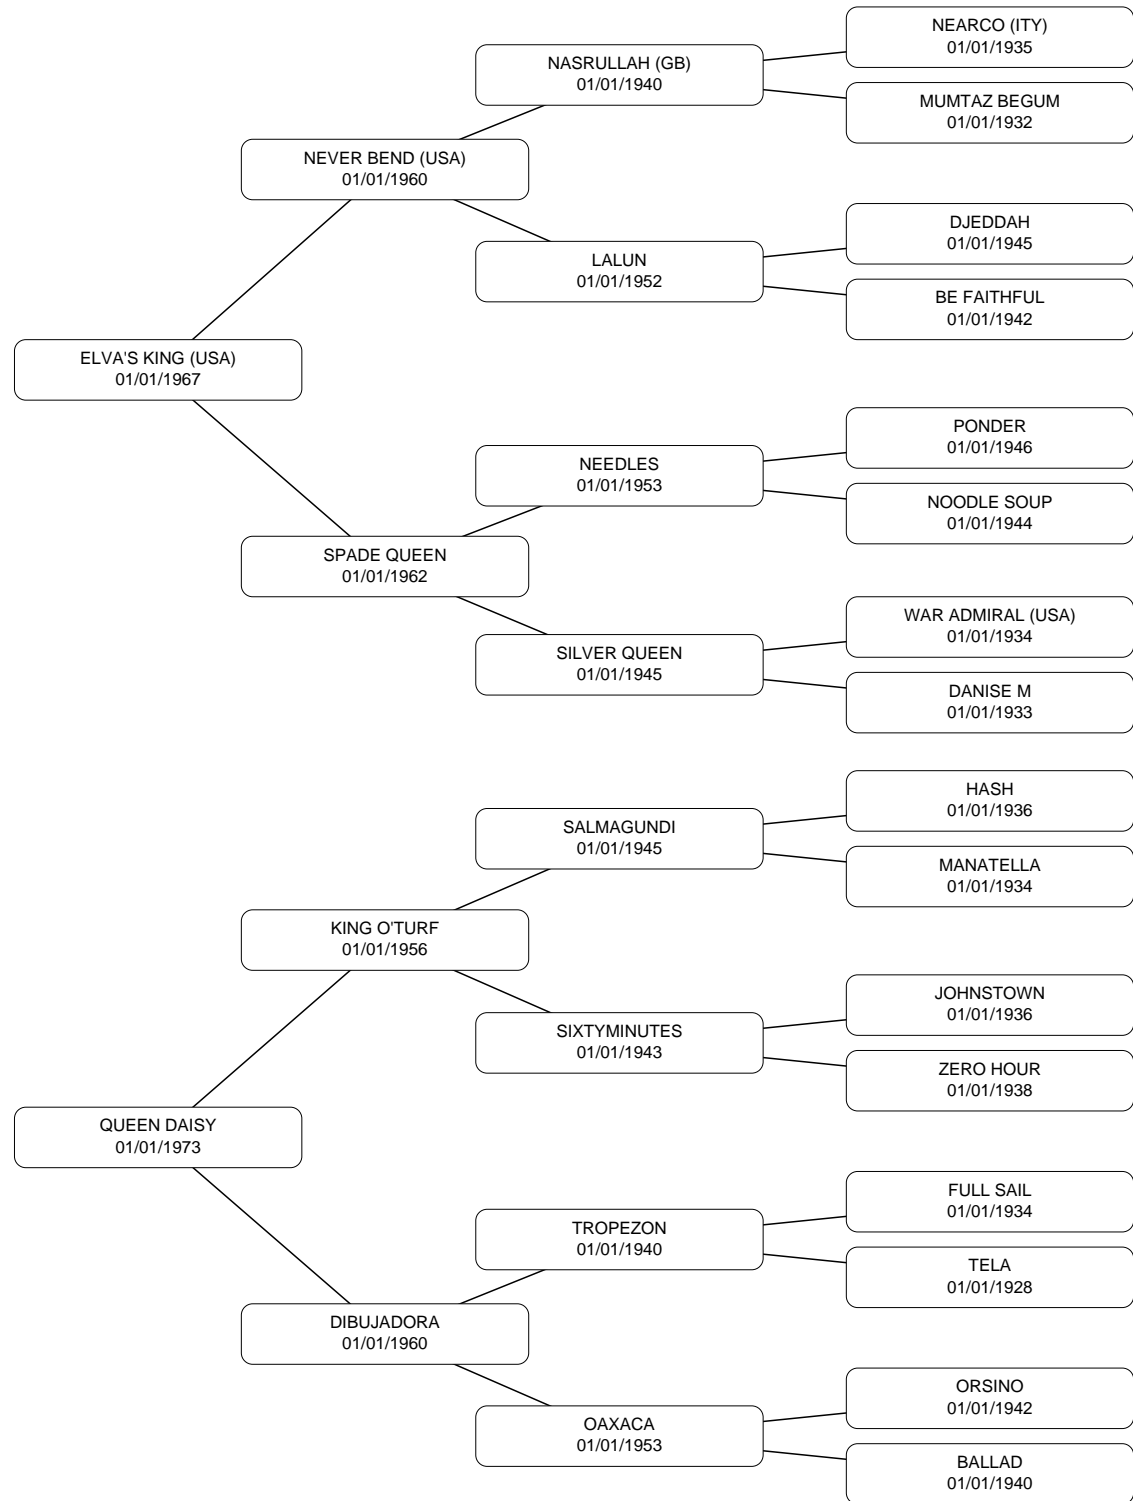 NEARCO (ITY)
01/01/1935
NASRULLAH (GB)
01/01/1940
MUMTAZ BEGUM
01/01/1932
NEVER BEND (USA)
01/01/1960
DJEDDAH
01/01/1945
LALUN
01/01/1952
BE FAITHFUL
01/01/1942
ELVA'S KING (USA)
01/01/1967
PONDER
01/01/1946
NEEDLES
01/01/1953
NOODLE SOUP
01/01/1944
SPADE QUEEN
01/01/1962
WAR ADMIRAL (USA)
01/01/1934
SILVER QUEEN
01/01/1945
DANISE M
01/01/1933
HASH
01/01/1936
SALMAGUNDI
01/01/1945
MANATELLA
01/01/1934
KING O'TURF
01/01/1956
JOHNSTOWN
01/01/1936
SIXTYMINUTES
01/01/1943
ZERO HOUR
01/01/1938
QUEEN DAISY
01/01/1973
FULL SAIL
01/01/1934
TROPEZON
01/01/1940
TELA
01/01/1928
DIBUJADORA
01/01/1960
ORSINO
01/01/1942
OAXACA
01/01/1953
BALLAD
01/01/1940